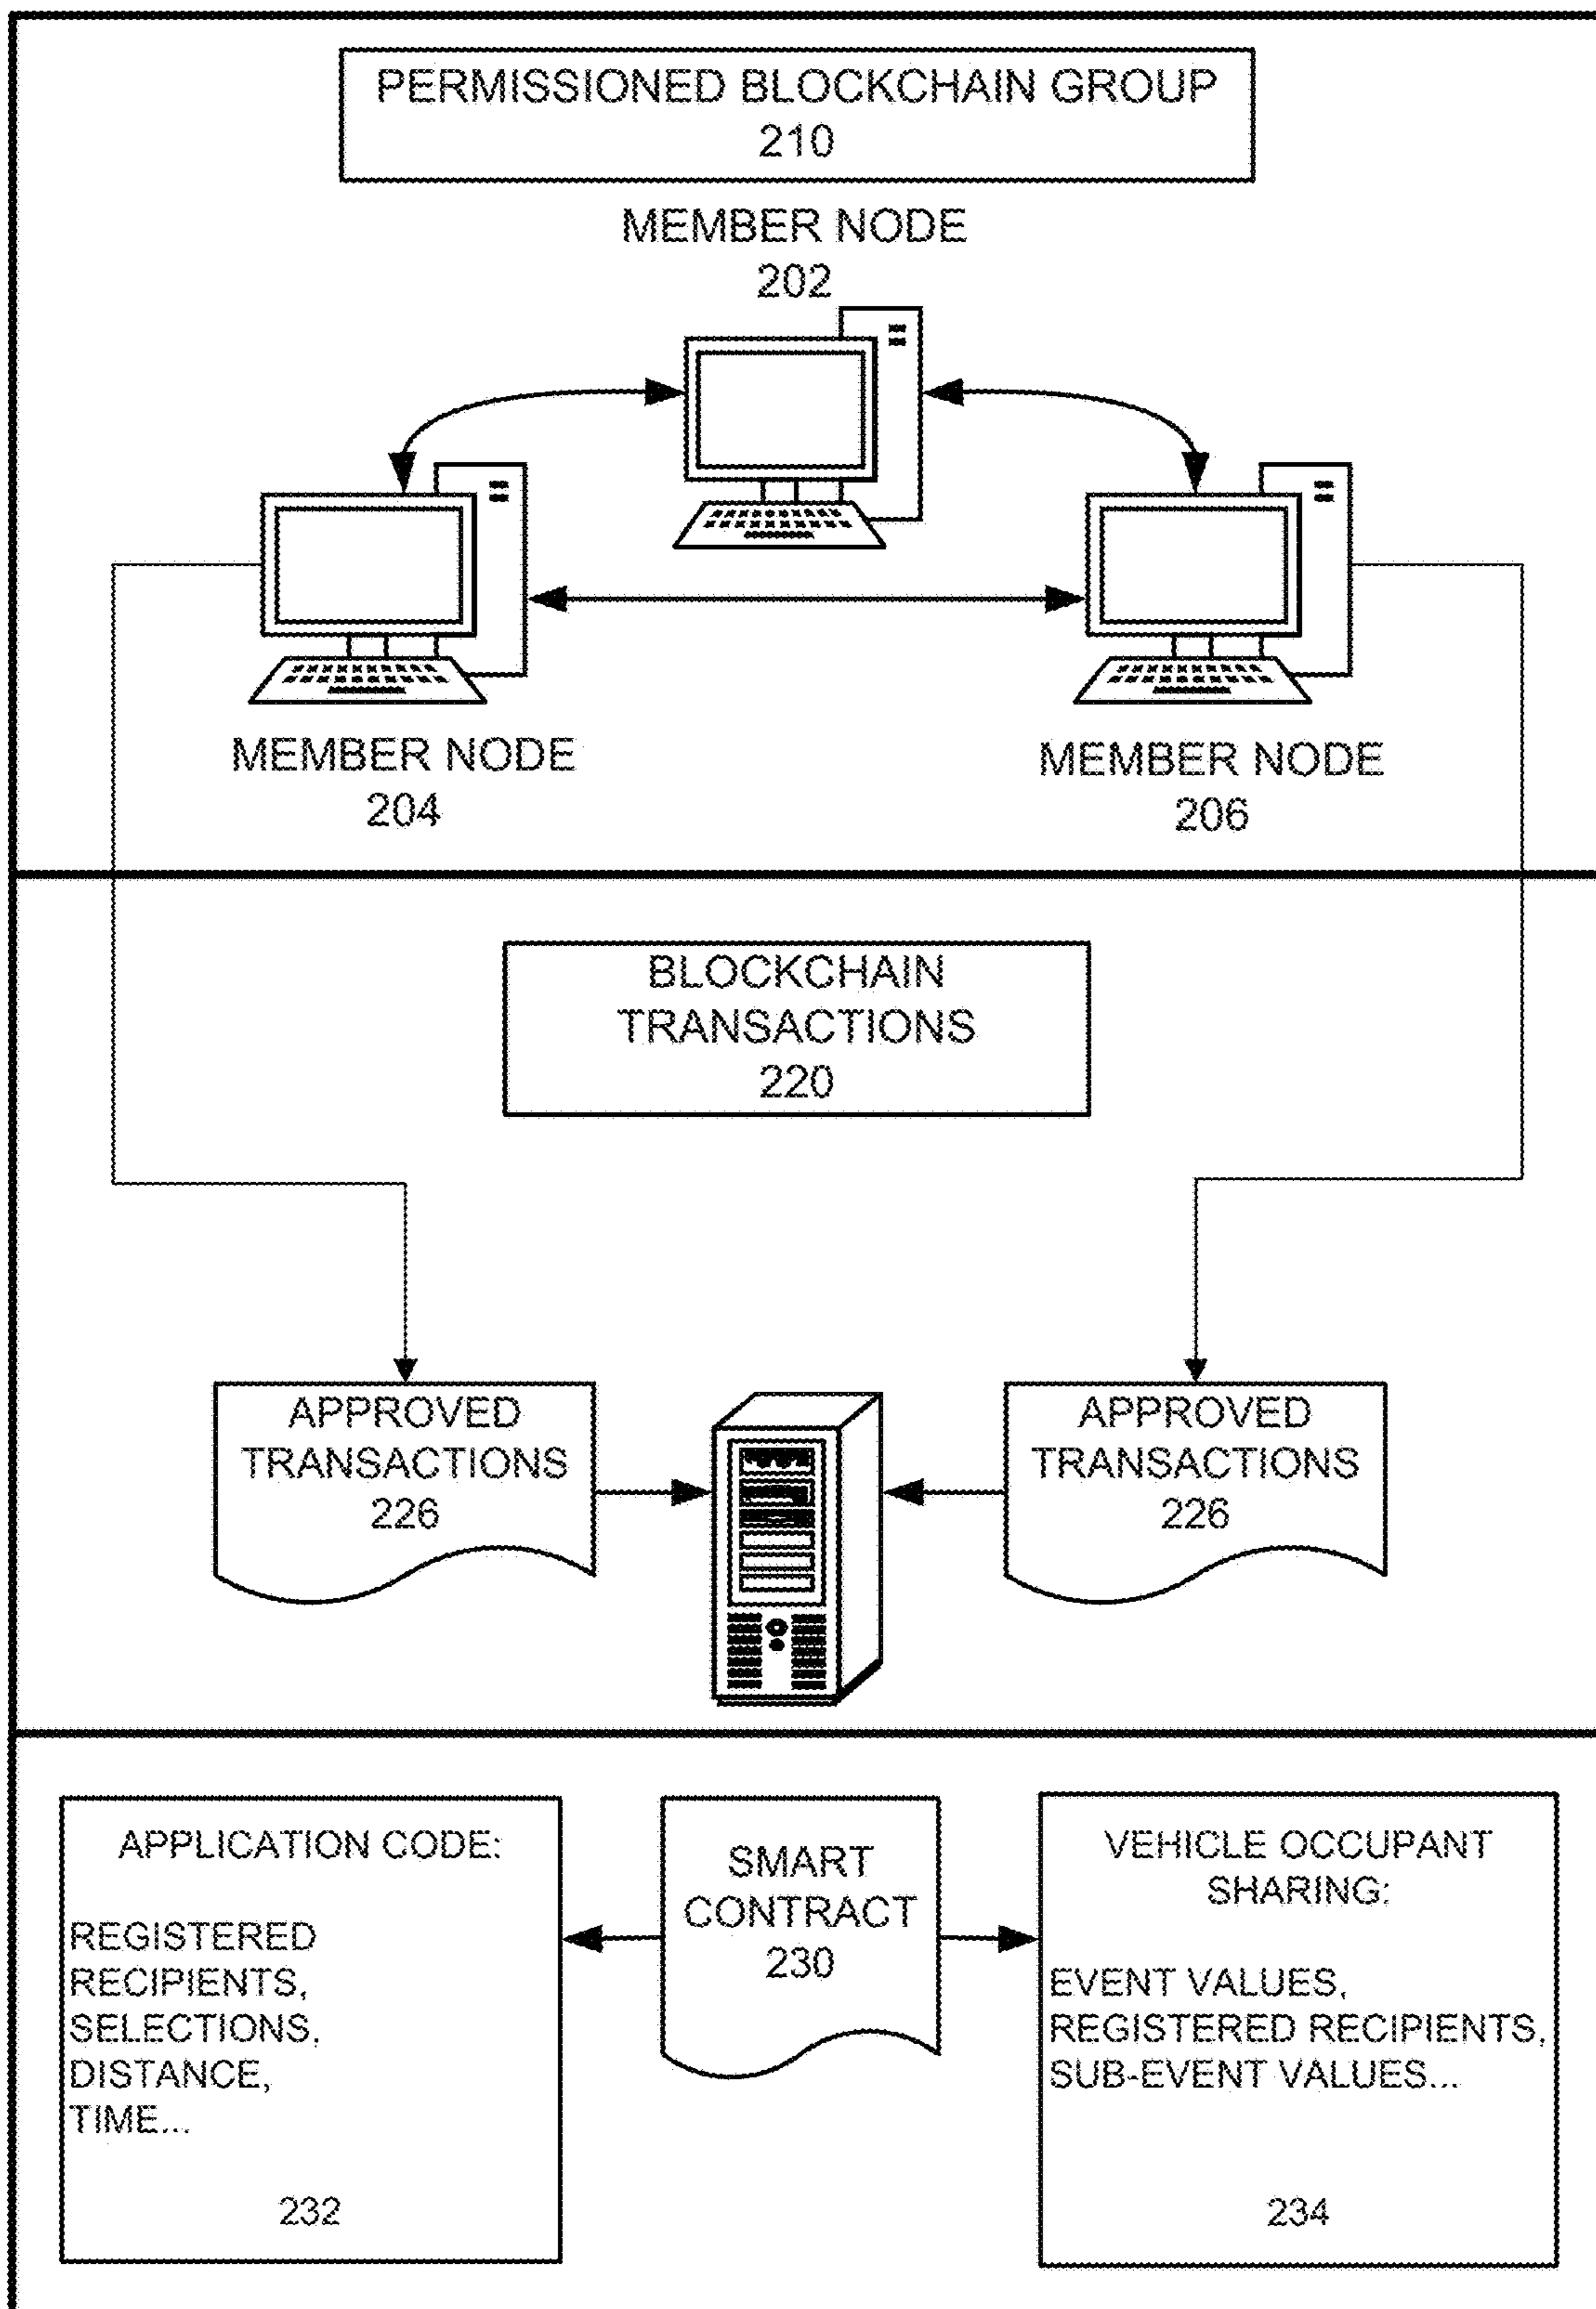 PERMISSIONED BLOCKCHAIN GROUP
210
MEMBER NODE
202
MEMBER NODE
204
MEMBER NODE
206
BLOCKCHAIN
TRANSACTIONS
220
APPROVED
TRANSACTIONS
226
APPROVED
TRANSACTIONS
226
APPLICATION CODE:
REGISTERED
RECIPIENTS,
SELECTIONS,
DISTANCE,
TIME...
232
SMART
CONTRACT
230
VEHICLE OCCUPANT
SHARING:
EVENT VALUES,
REGISTERED RECIPIENTS,
SUB-EVENT VALUES...
234